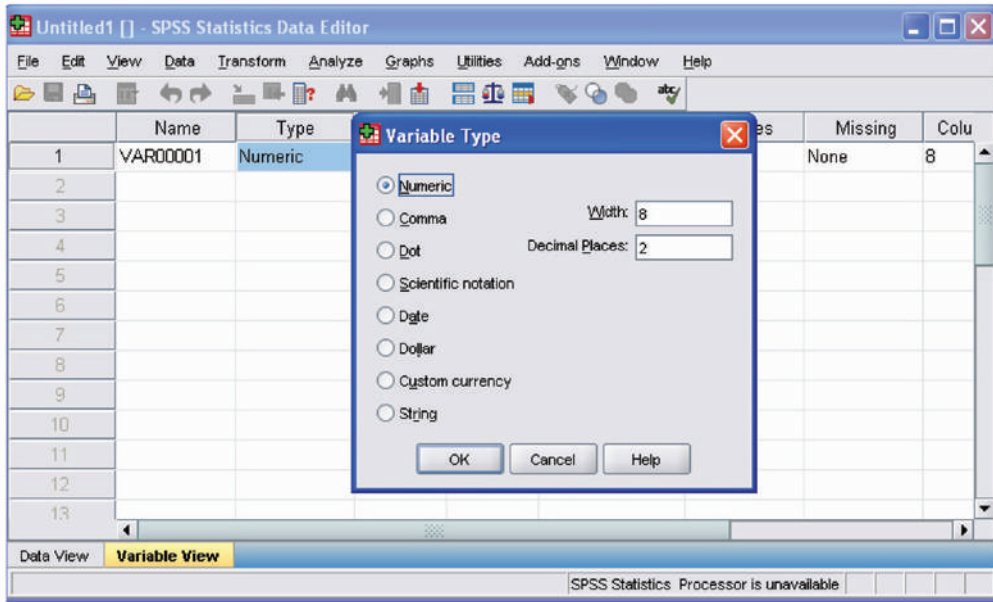 Untitled1 [] - SPSS Statistics Data Editor
File Edit View Data Transform Analyze Graphs Utilities Add-ons Window Help
Name Type es Missing Colu
1 VAR00001 Numeric None 8
2
3
4
5
6
7
8
9
10
11
12
13
Variable Type
Numeric
Comma
Dot
Scientific notation
Date
Dollar
Custom currency
String
Width: 8
Decimal Places: 2
OK Cancel Help
Data View Variable View
SPSS Statistics Processor is unavailable